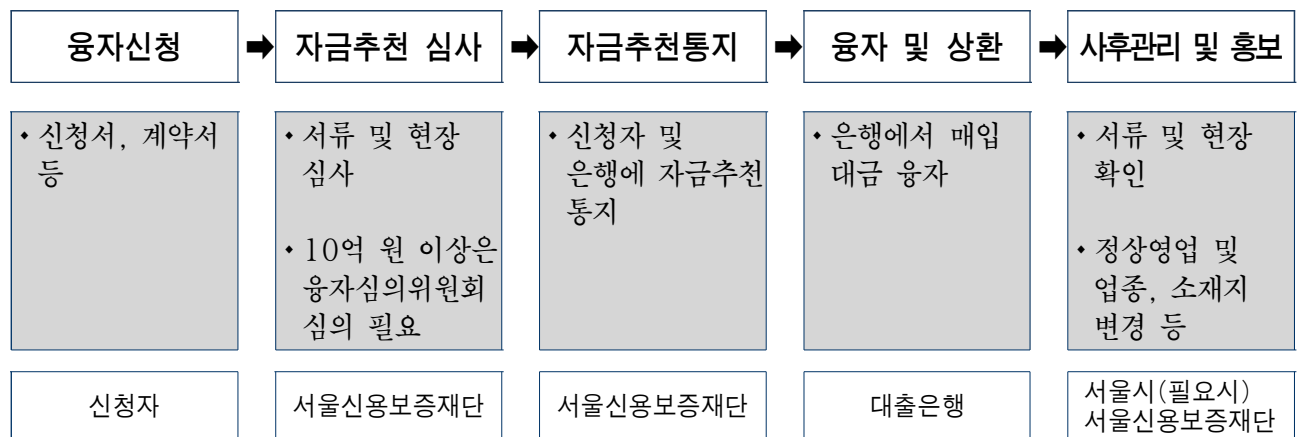 융자신청 ➡ 자금추천 심사 ➡ 자금추천통지 ➡ 융자 및 상환 ➡ 사후관리 및 홍보
• 신청서, 계약서
등
• 서류 및 현장
심사
• 10억 원 이상은
융자심의위원회
심의 필요
• 신청자 및
은행에 자금추천
통지
• 은행에서 매입
대금 융자
• 서류 및 현장
확인
• 정상영업 및
업종, 소재지
변경 등
신청자
서울신용보증재단
서울신용보증재단
대출은행
서울시(필요시)
서울신용보증재단